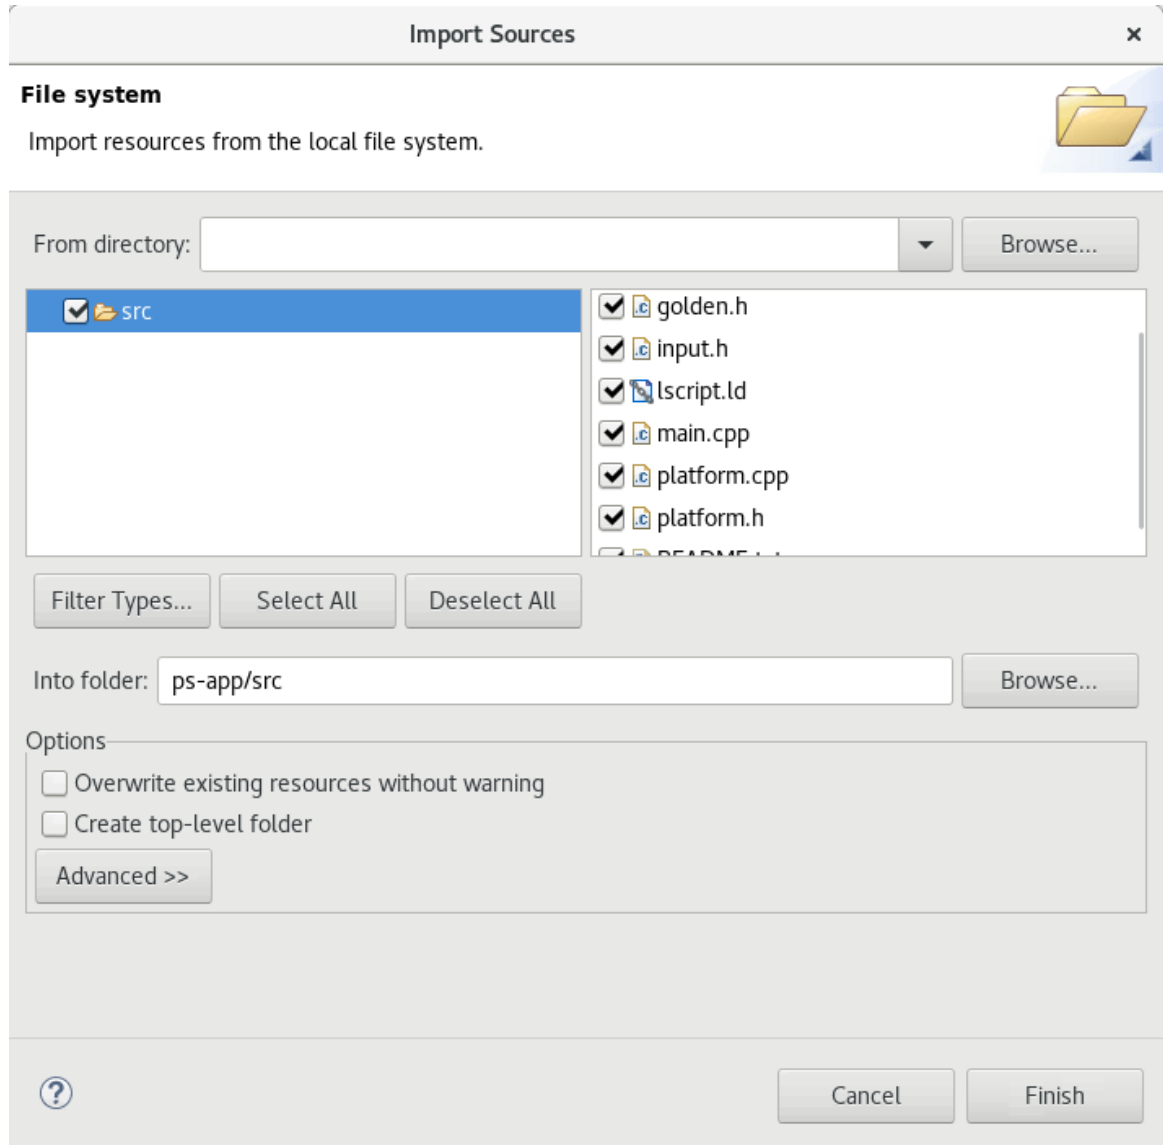 Import Sources
File system
Import resources from the local file system.
From directory:
Browse...
src
golden.h
input.h
lscript.ld
main.cpp
platform.cpp
platform.h
Filter Types...
Select All
Deselect All
Into folder:
ps-app/src
Browse...
Options
Overwrite existing resources without warning
Create top-level folder
Advanced >>
Cancel
Finish